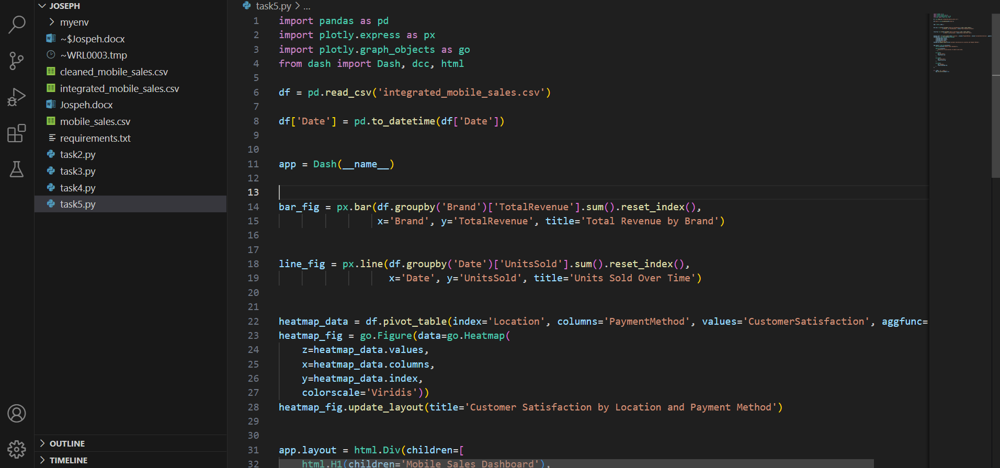 JOSEPH
myenv
~$Jospeh.docx
~WRL0003.tmp
cleaned_mobile_sales.csv
integrated_mobile_sales.csv
Jospeh.docx
mobile_sales.csv
requirements.txt
task2.py
task3.py
task4.py
task5.py
OUTLINE
TIMELINE
task5.py > ...
1 import pandas as pd
2 import plotly.express as px
3 import plotly.graph_objects as go
4 from dash import Dash, dcc, html
5
6 df = pd.read_csv('integrated_mobile_sales.csv')
7
8 df['Date'] = pd.to_datetime(df['Date'])
9
10
11 app = Dash(__name__)
12
13
14 bar_fig = px.bar(df.groupby('Brand')['TotalRevenue'].sum().reset_index(),
15 x='Brand', y='TotalRevenue', title='Total Revenue by Brand')
16
17
18 line_fig = px.line(df.groupby('Date')['UnitsSold'].sum().reset_index(),
19 x='Date', y='UnitsSold', title='Units Sold Over Time')
20
21
22 heatmap_data = df.pivot_table(index='Location', columns='PaymentMethod', values='CustomerSatisfaction', aggfunc=
23 heatmap_fig = go.Figure(data=go.Heatmap(
24 z=heatmap_data.values,
25 x=heatmap_data.columns,
26 y=heatmap_data.index,
27 colorscale='Viridis'))
28 heatmap_fig.update_layout(title='Customer Satisfaction by Location and Payment Method')
29
30
31 app.layout = html.Div(children=[
32 html.H1(children='Mobile Sales Dashboard'),